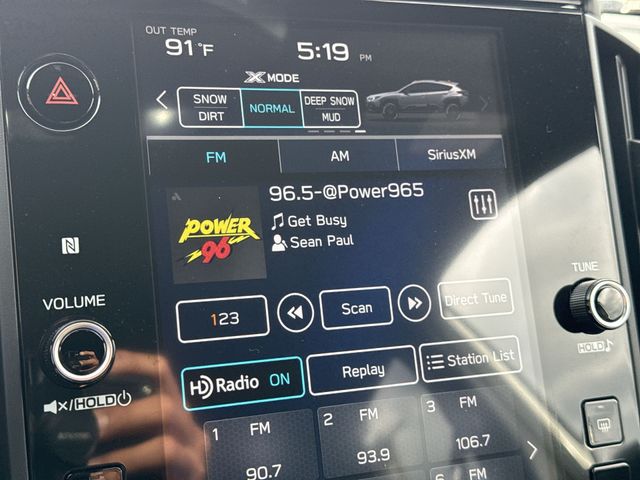 OUT TEMP
91°F
5:19 PM
X MODE
SNOW
DIRT
NORMAL
DEEP SNOW
MUD
FM
AM
SiriusXM
POWER
96
96.5-@Power965
Get Busy
Sean Paul
N
VOLUME
TUNE
123
Scan
Direct Tune
HOLD
HD Radio ON
Replay
Station List
/HOLD
1
FM
90.7
2
FM
93.9
3
FM
106.7
6
FM